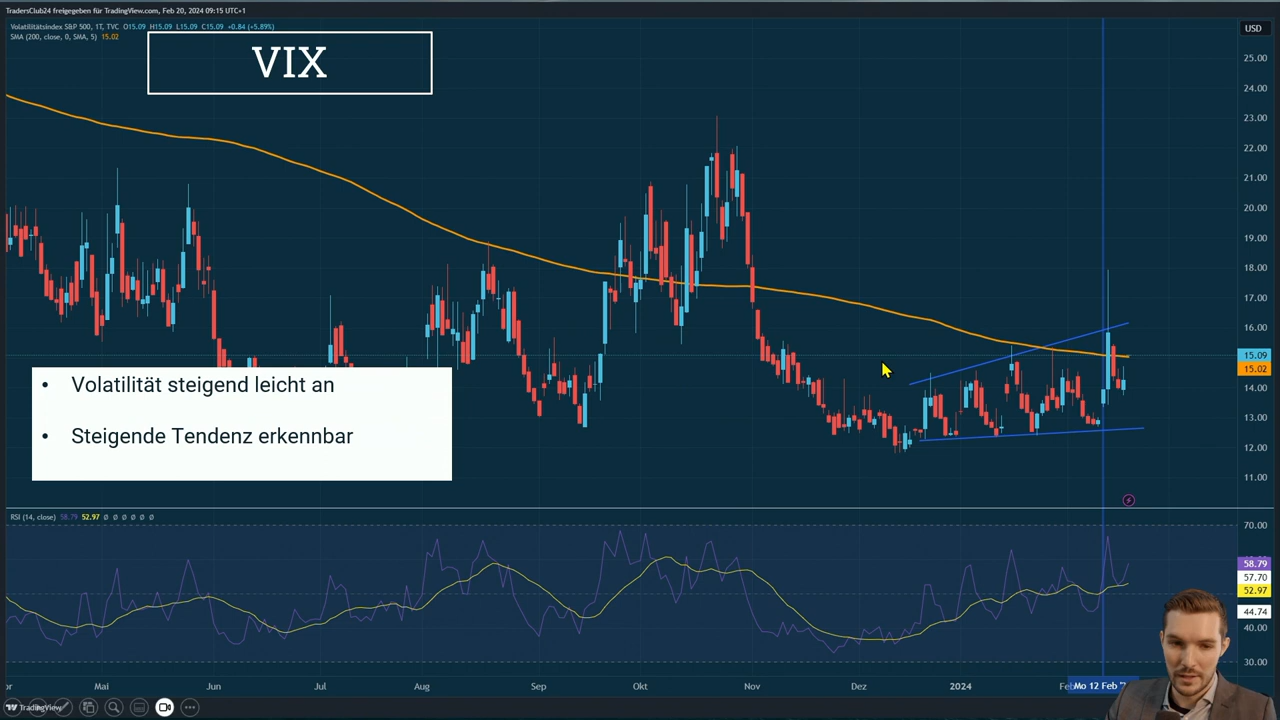 TradersClub24 freigegeben für TradingView.com, Feb 20, 2024 09:15 UTC+1
Volatilitätsindex S&P 500, 1T, TVC O15.09 H15.09 L15.09 C15.09 +0.84 (+5.89%)
SMA (200, close, 0, SMA, 5) 15.02
VIX
USD
25.00
24.00
23.00
22.00
21.00
20.00
19.00
18.00
17.00
16.00
15.09
15.02
14.00
13.00
12.00
11.00
• Volatilität steigend leicht an
• Steigende Tendenz erkennbar
RSI (14, close) 58.79 52.97 ∅ ∅ ∅ ∅ ∅ ∅
70.00
58.79
57.70
52.97
44.74
40.00
30.00
Mai Jun Jul Aug Sep Okt Nov Dez 2024 Mo 12 Feb
TradingView